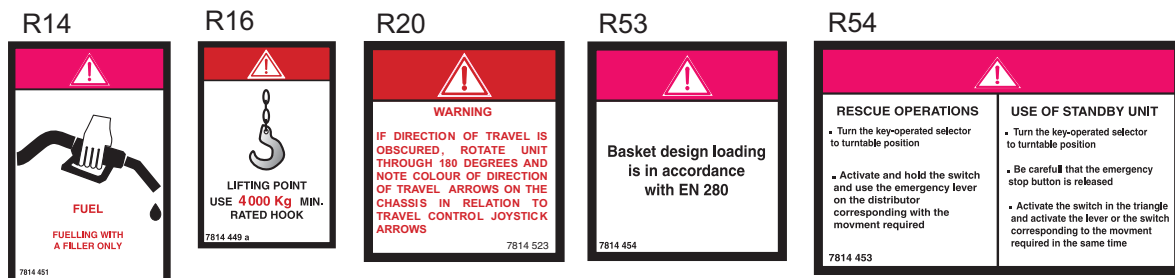 R14
FUEL
FUELLING WITH
A FILLER ONLY
7814 451
R16
LIFTING POINT
USE 4000 Kg MIN.
RATED HOOK
7814 449 a
R20
WARNING
IF DIRECTION OF TRAVEL IS
OBSCURED, ROTATE UNIT
THROUGH 180 DEGREES AND
NOTE COLOUR OF DIRECTION
OF TRAVEL ARROWS ON THE
CHASSIS IN RELATION TO
TRAVEL CONTROL JOYSTICK
ARROWS
7814 523
R53
Basket design loading
is in accordance
with EN 280
7814 454
R54
RESCUE OPERATIONS
▪ Turn the key-operated selector
to turntable position
▪ Activate and hold the switch
and use the emergency lever
on the distributor
corresponding with the
movment required
7814 453
USE OF STANDBY UNIT
▪ Turn the key-operated selector
to turntable position
▪ Be carefull that the emergency
stop button is released
▪ Activate the switch in the triangle
and activate the lever or the switch
corresponding to the movment
required in the same time